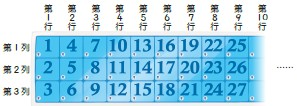 第1行 第2行 第3行 第4行 第5行 第6行 第7行 第8行 第9行 第10行
第1列 1 4 7 10 13 16 19 22 25
第2列 2 5 8 11 14 17 20 23 26 ……
第3列 3 6 9 12 15 18 21 24 27